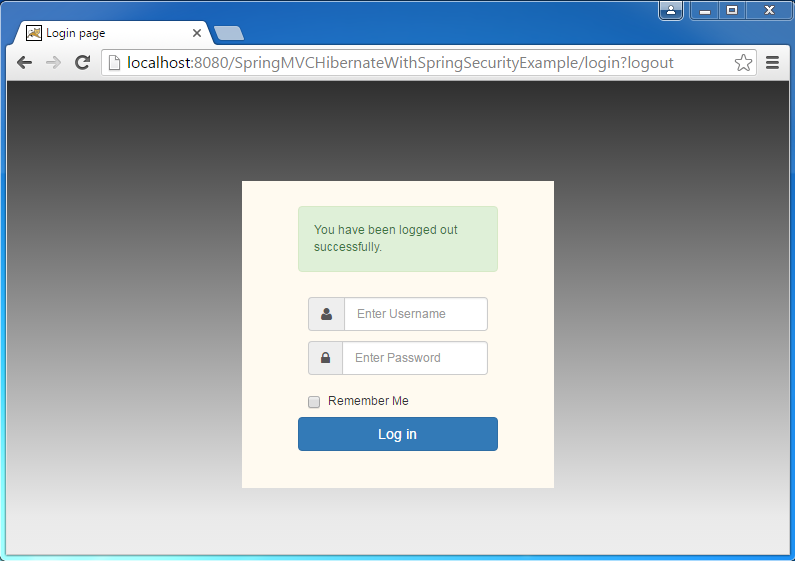 Login page
localhost:8080/SpringMVCHibernateWithSpringSecurityExample/login?logout
You have been logged out
successfully.
Enter Username
Enter Password
Remember Me
Log in